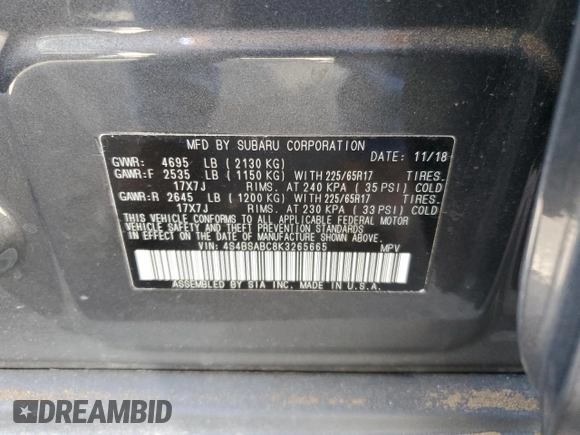 MFD BY SUBARU CORPORATION
GVWR: 4695 LB ( 2130 KG) DATE: 11/18
GAWR:F 2535 LB ( 1150 KG) WITH 225/65R17 TIRES.
17X7J RIMS. AT 240 KPA ( 35 PSI) COLD
GAWR:R 2645 LB ( 1200 KG) WITH 225/65R17 TIRES.
17X7J RIMS. AT 230 KPA ( 33 PSI) COLD
THIS VEHICLE CONFORMS TO ALL APPLICABLE FEDERAL MOTOR
VEHICLE SAFETY, BUMPER, AND THEFT PREVENTION STANDARDS
IN EFFECT ON THE DATE OF MANUFACTURE SHOWN ABOVE.
VIN: 4S4BSABC8K3265665 MPV
ASSEMBLED BY SIA INC. MADE IN U.S.A.
DREAMBID